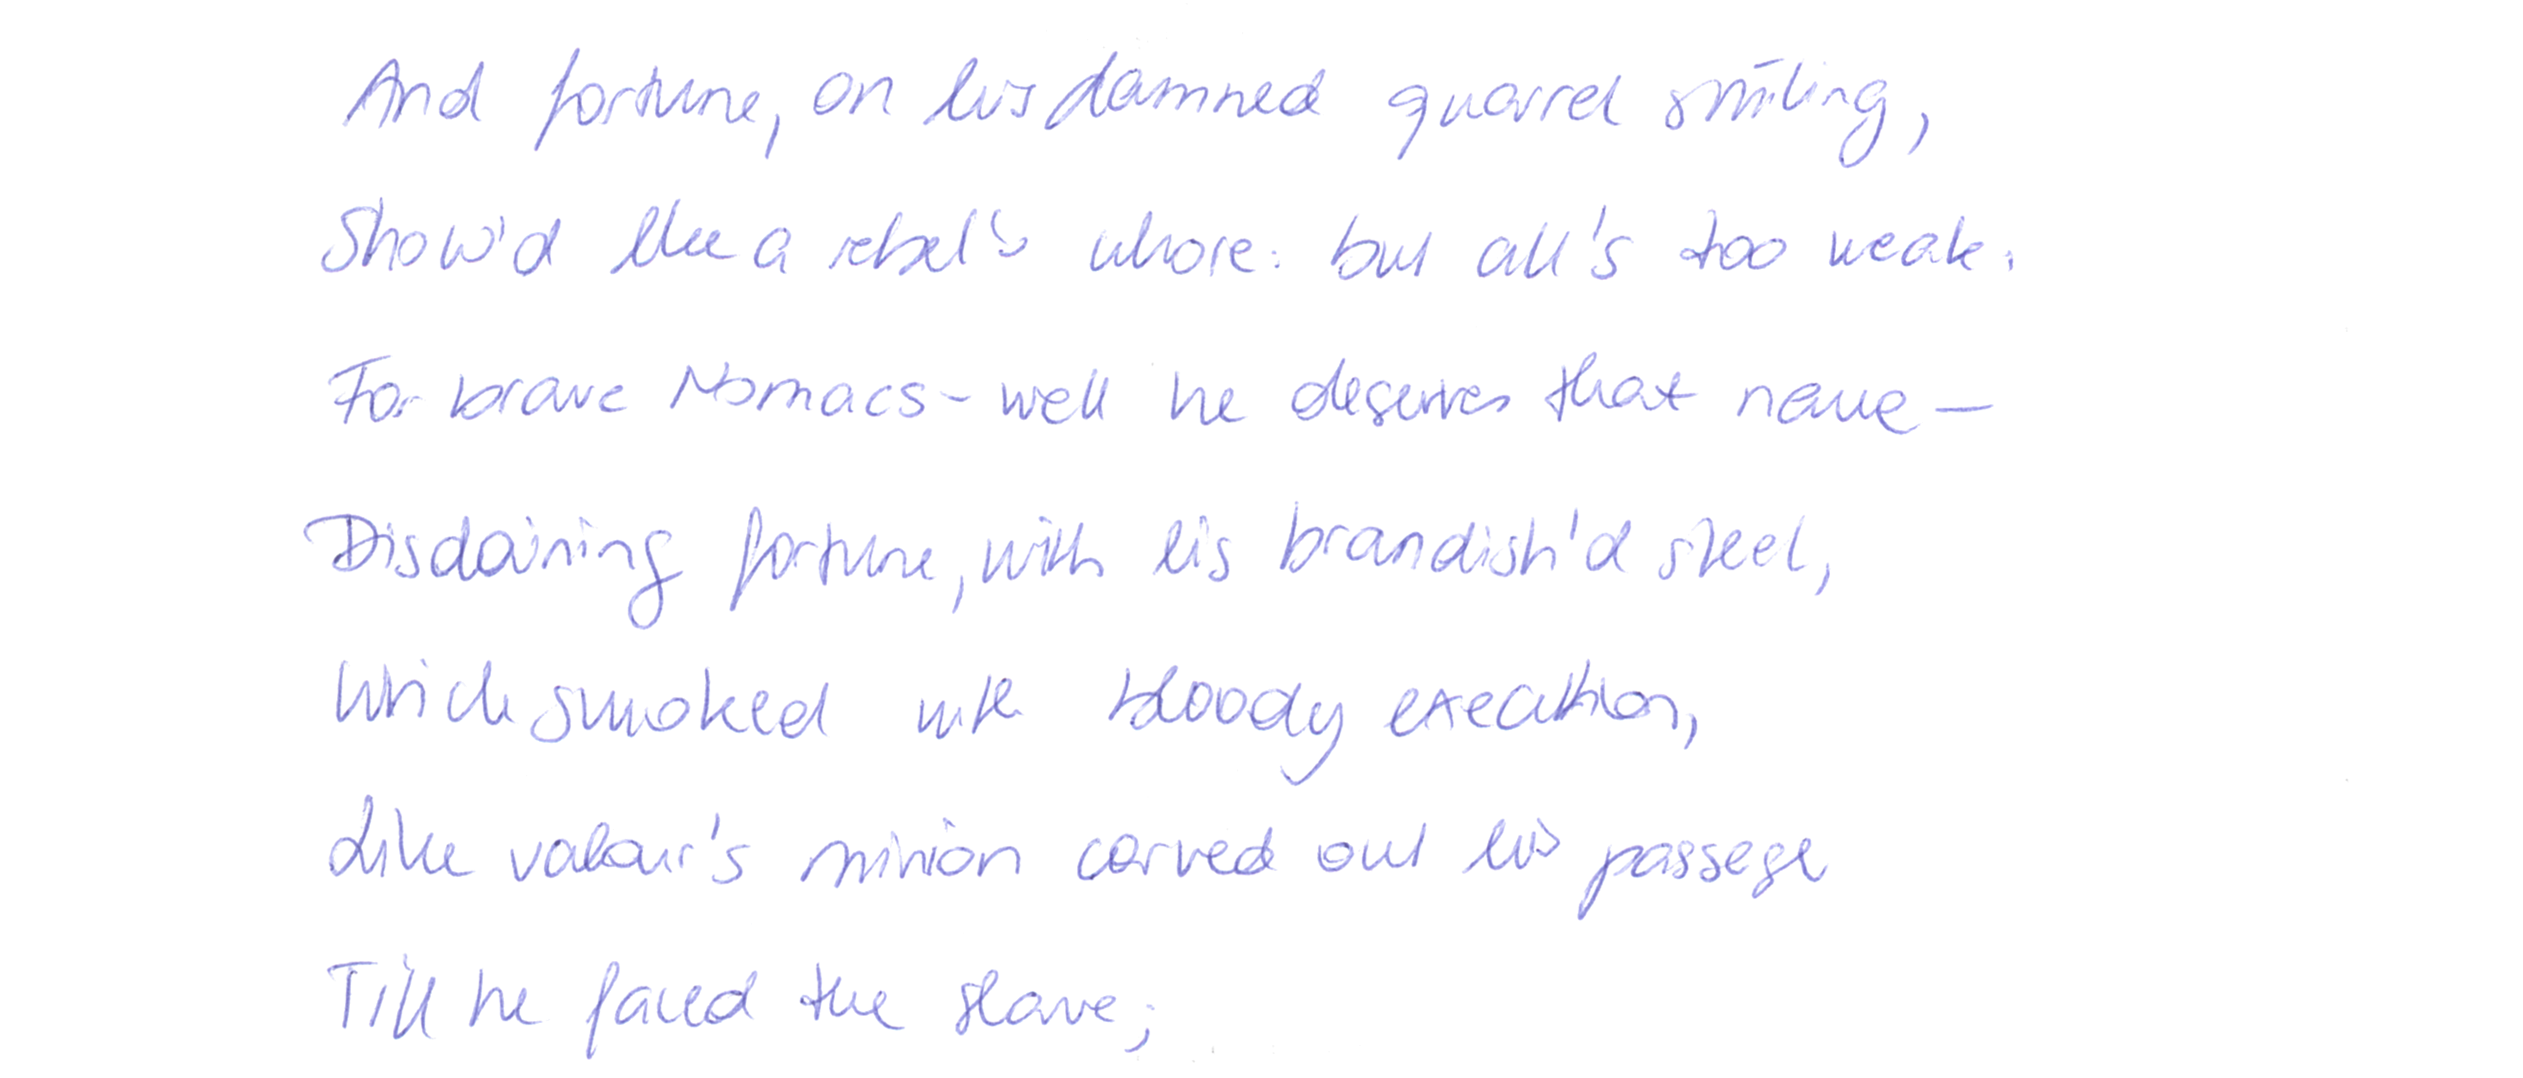 And fortune, on his damned quarrel smiling,
Show'd like a rebel's whore: but all's too weak:
For brave Nomacs - well he deserves that name —
Disdaining fortune, with his brandish'd steel,
Which smoked with bloody execution,
Like valour's minion carved out his passage
Till he faced the slave;